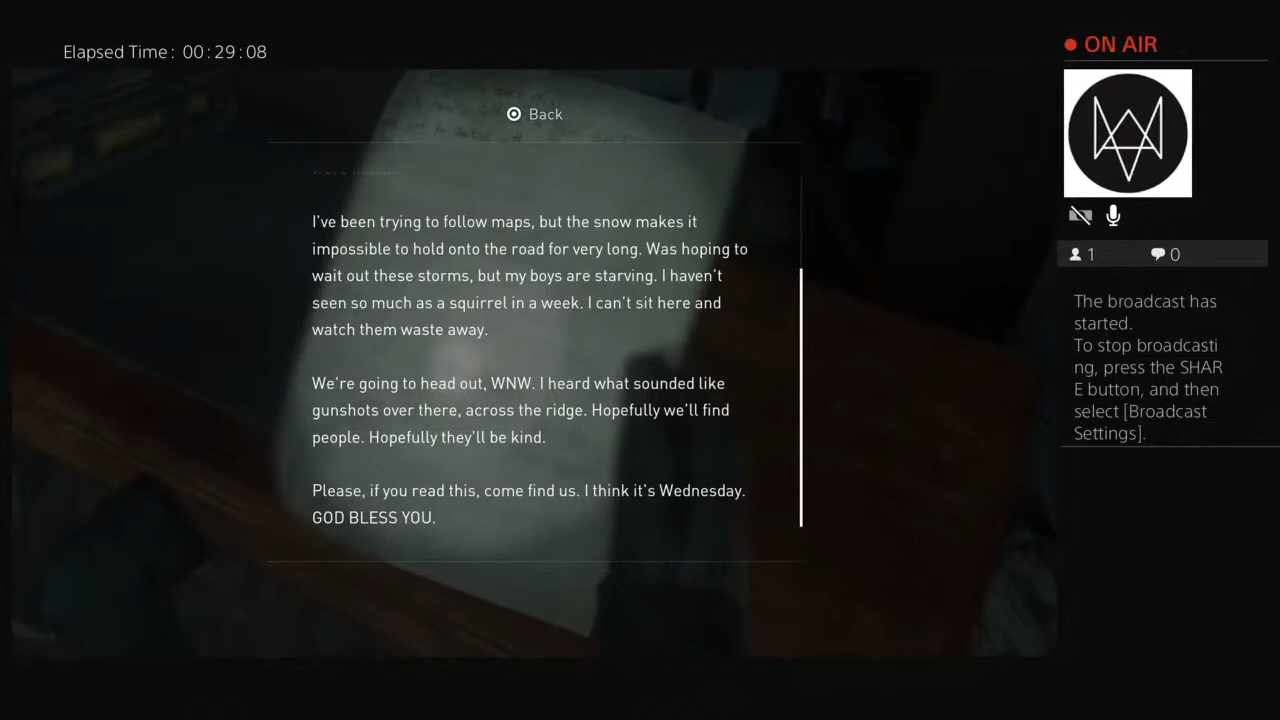 Elapsed Time: 00:29:08
ON AIR
Back
1
0
I've been trying to follow maps, but the snow makes it
impossible to hold onto the road for very long. Was hoping to
wait out these storms, but my boys are starving. I haven't
seen so much as a squirrel in a week. I can't sit here and
watch them waste away.
We're going to head out, WNW. I heard what sounded like
gunshots over there, across the ridge. Hopefully we'll find
people. Hopefully they'll be kind.
Please, if you read this, come find us. I think it's Wednesday.
GOD BLESS YOU.
The broadcast has
started.
To stop broadcasti
ng, press the SHAR
E button, and then
select [Broadcast
Settings].